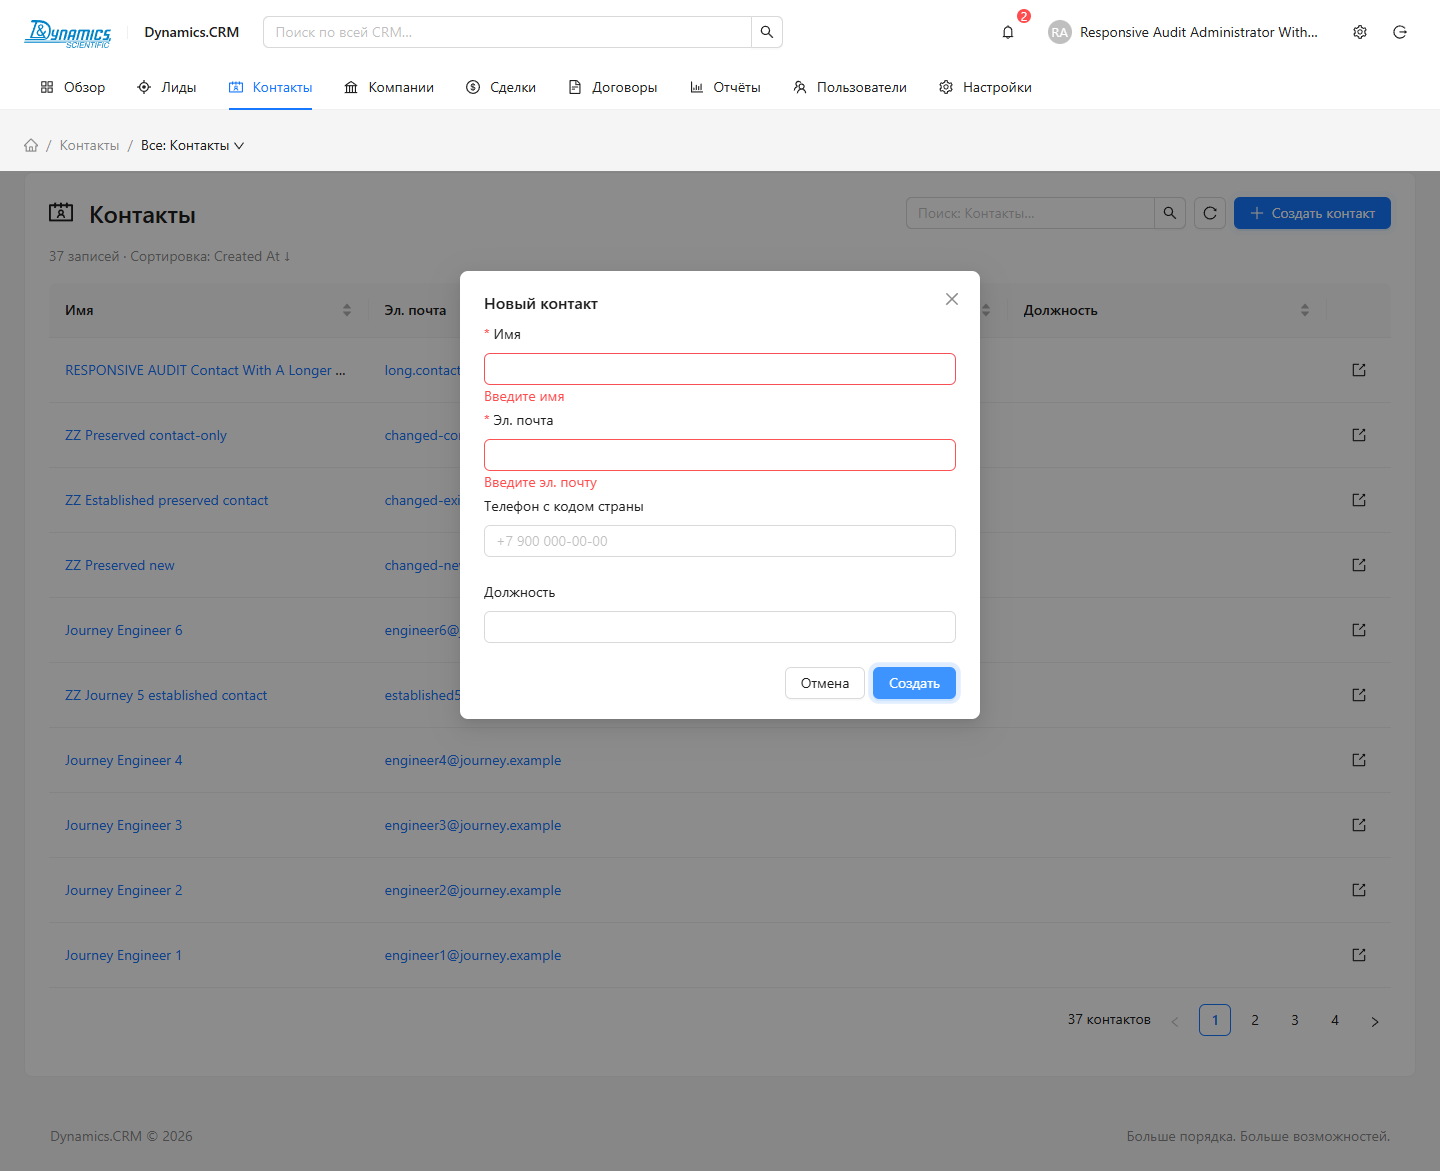 Dynamics
SCIENTIFIC
Dynamics.CRM
Поиск по всей CRM...
2
RA
Responsive Audit Administrator With...
Обзор
Лиды
Контакты
Компании
Сделки
Договоры
Отчёты
Пользователи
Настройки
/ Контакты / Все: Контакты
Контакты
Поиск: Контакты...
Создать контакт
37 записей · Сортировка: Created At ↓
Имя
Эл. почта
Должность
RESPONSIVE AUDIT Contact With A Longer ...
long.contact
ZZ Preserved contact-only
changed-co
ZZ Established preserved contact
changed-exi
ZZ Preserved new
changed-ne
Journey Engineer 6
engineer6@
ZZ Journey 5 established contact
established5
Journey Engineer 4
engineer4@journey.example
Journey Engineer 3
engineer3@journey.example
Journey Engineer 2
engineer2@journey.example
Journey Engineer 1
engineer1@journey.example
Новый контакт
* Имя
Введите имя
* Эл. почта
Введите эл. почту
Телефон с кодом страны
+7 900 000-00-00
Должность
Отмена
Создать
37 контактов
1
2
3
4
Dynamics.CRM © 2026
Больше порядка. Больше возможностей.